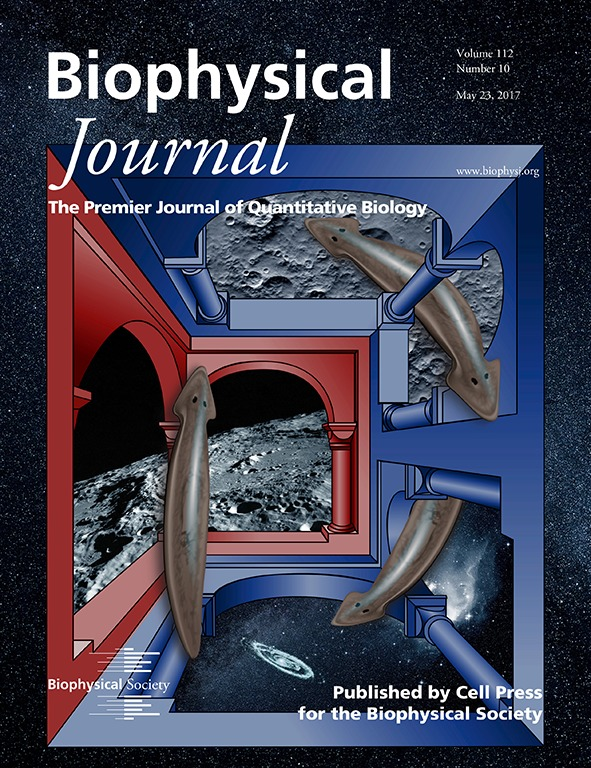 Biophysical
Journal
Volume 112
Number 10
May 23, 2017
www.biophysj.org
The Premier Journal of Quantitative Biology
Biophysical Society
Published by Cell Press
for the Biophysical Society